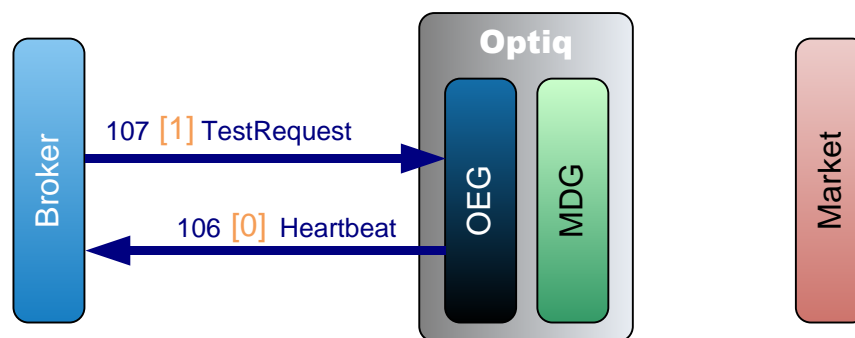 Optiq
107 [1] TestRequest
106 [0] Heartbeat
Broker
OEG
MDG
Market